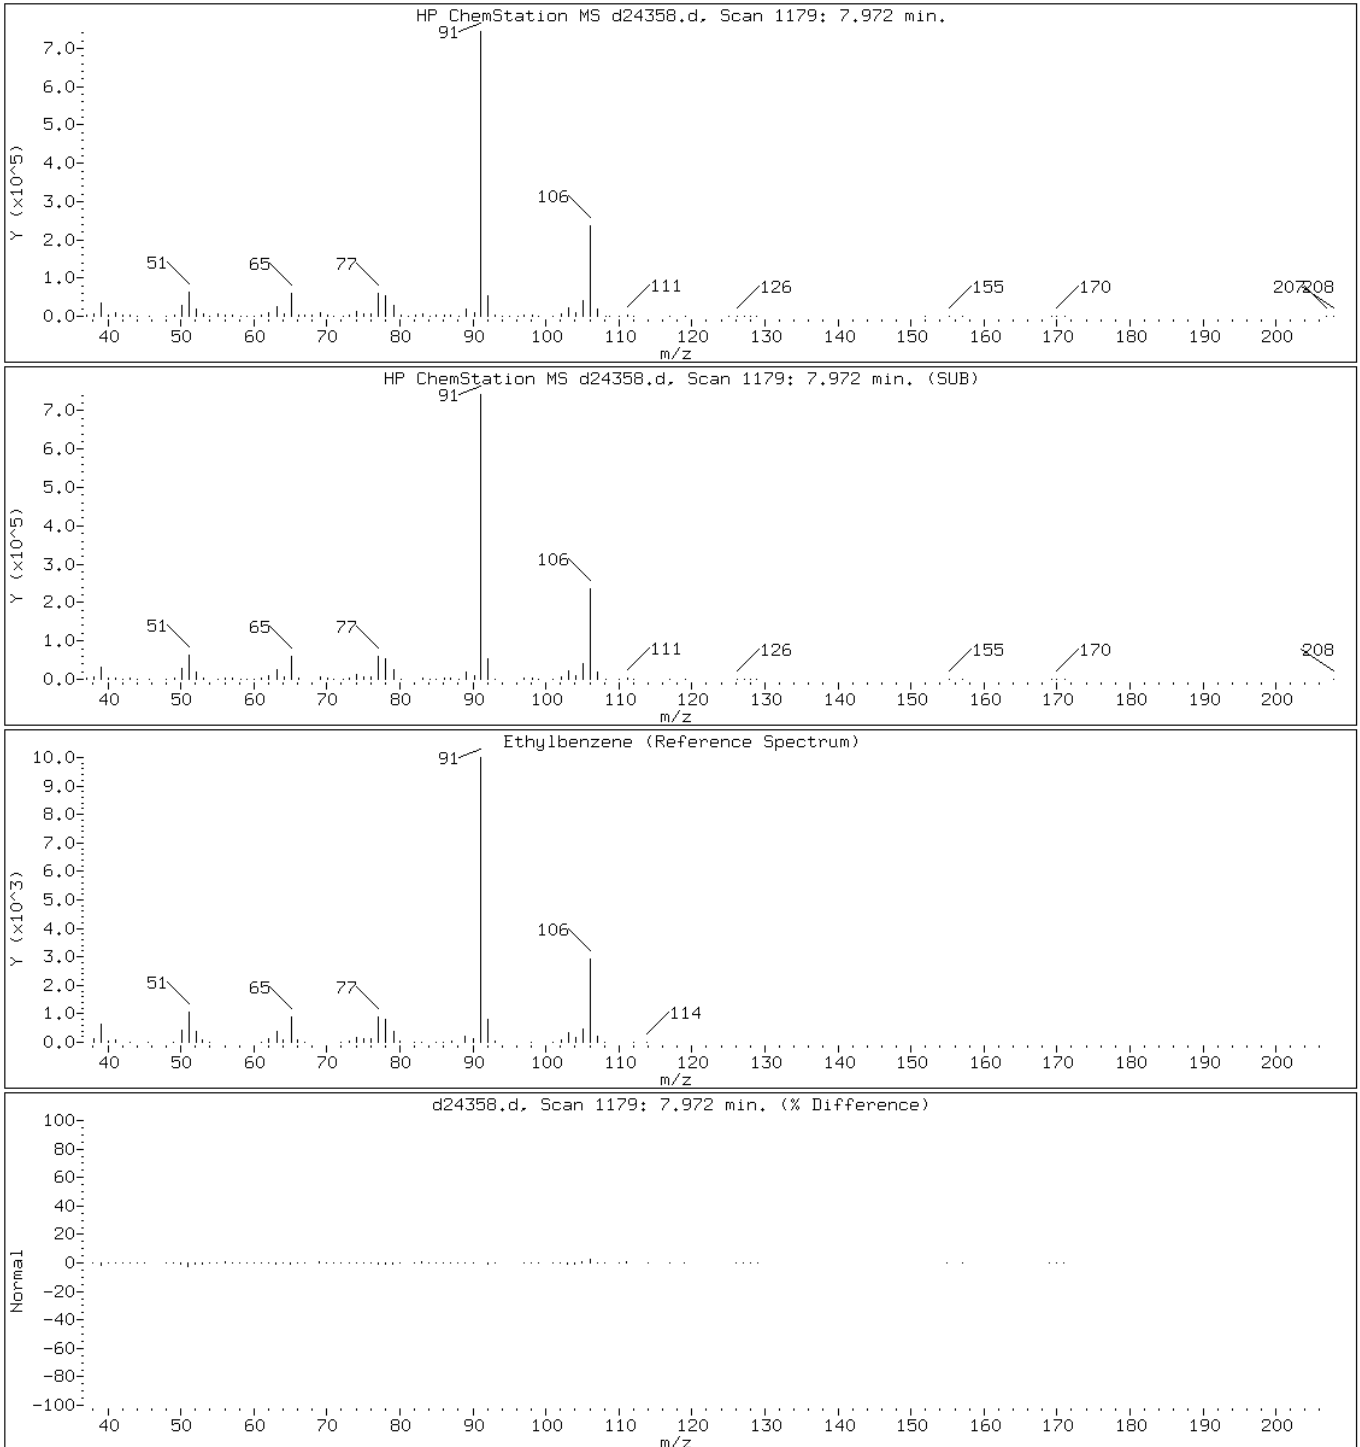 HP ChemStation MS d24358.d, Scan 1179: 7.972 min.
91
7.0
6.0
5.0
4.0
3.0
2.0
1.0
0.0
Y (x10^5)
106
51 65 77
111 126 155 170 207 208
40 50 60 70 80 90 100 110 120 130 140 150 160 170 180 190 200
m/z
HP ChemStation MS d24358.d, Scan 1179: 7.972 min. (SUB)
91
7.0
6.0
5.0
4.0
3.0
2.0
1.0
0.0
Y (x10^5)
106
51 65 77
111 126 155 170 208
40 50 60 70 80 90 100 110 120 130 140 150 160 170 180 190 200
m/z
Ethylbenzene (Reference Spectrum)
91
10.0
9.0
8.0
7.0
6.0
5.0
4.0
3.0
2.0
1.0
0.0
Y (x10^3)
106
51 65 77
114
40 50 60 70 80 90 100 110 120 130 140 150 160 170 180 190 200
m/z
d24358.d, Scan 1179: 7.972 min. (% Difference)
100
80
60
40
20
0
-20
-40
-60
-80
-100
Normal
40 50 60 70 80 90 100 110 120 130 140 150 160 170 180 190 200
m/z